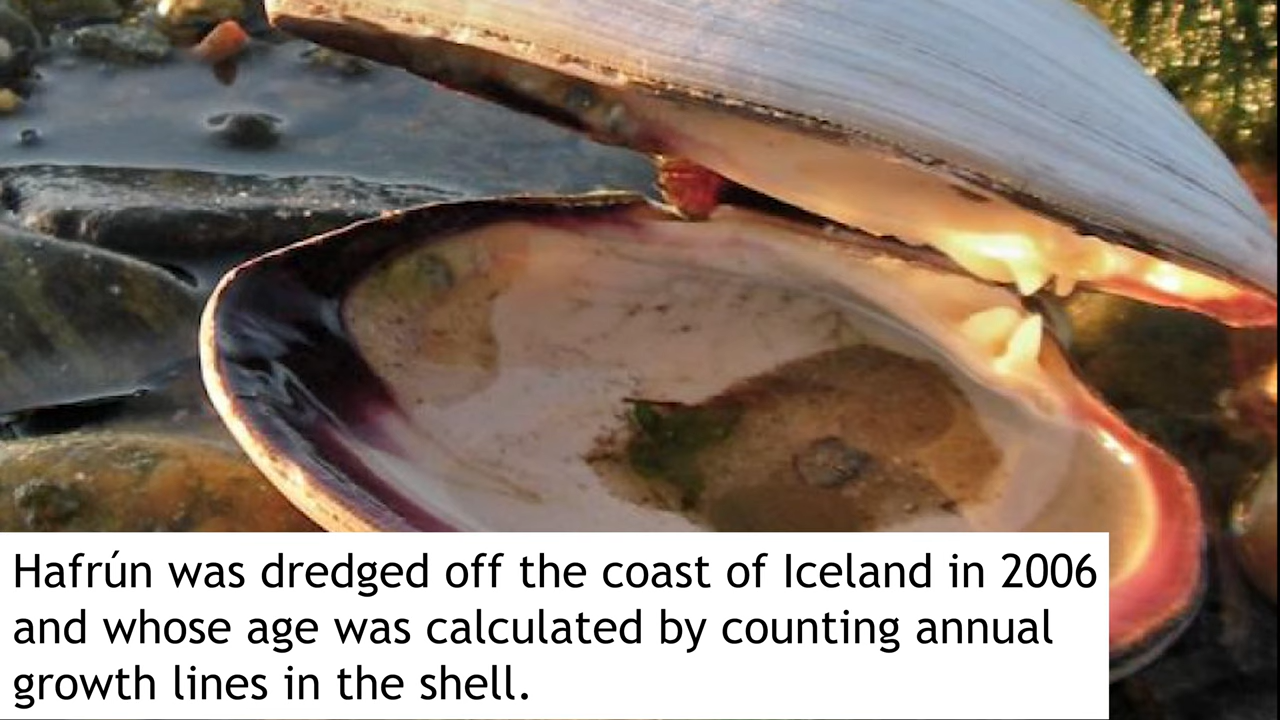 Hafrún was dredged off the coast of Iceland in 2006
and whose age was calculated by counting annual
growth lines in the shell.